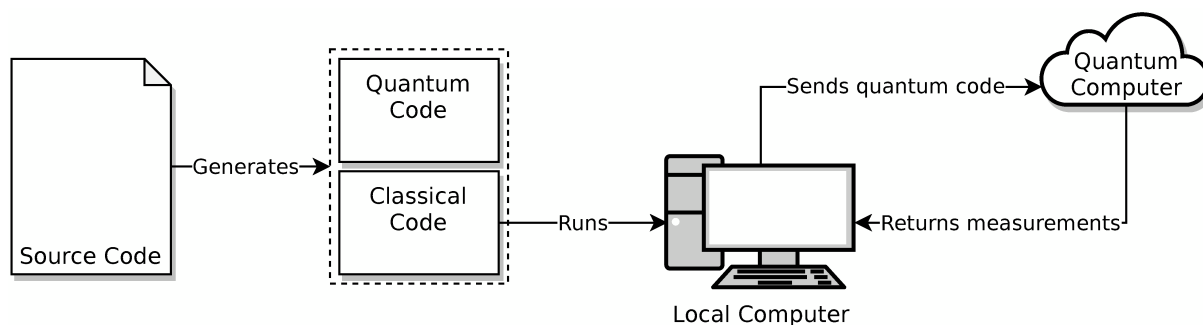 Source Code
Generates
Quantum
Code
Classical
Code
Runs
Local Computer
Sends quantum code
Quantum
Computer
Returns measurements